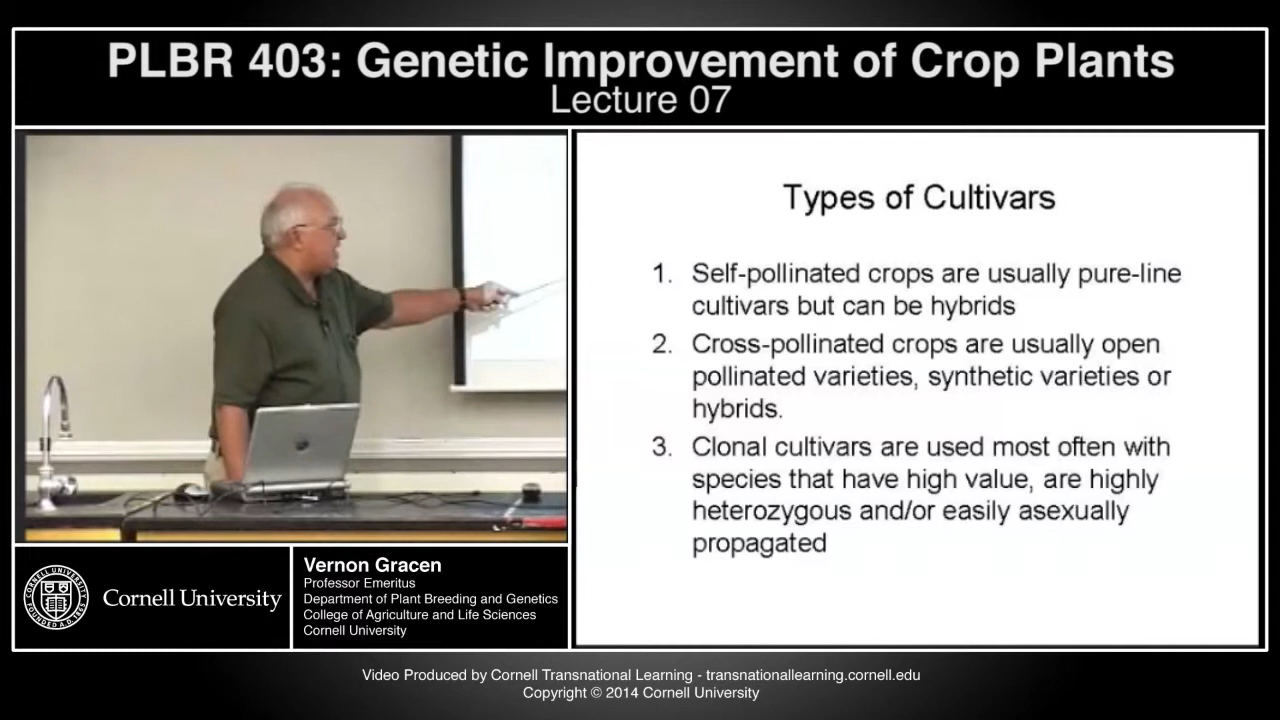 PLBR 403: Genetic Improvement of Crop Plants
Lecture 07
Types of Cultivars
1. Self-pollinated crops are usually pure-line
cultivars but can be hybrids
2. Cross-pollinated crops are usually open
pollinated varieties, synthetic varieties or
hybrids.
3. Clonal cultivars are used most often with
species that have high value, are highly
heterozygous and/or easily asexually
propagated
Cornell University
Vernon Gracen
Professor Emeritus
Department of Plant Breeding and Genetics
College of Agriculture and Life Sciences
Cornell University
Video Produced by Cornell Transnational Learning - transnationallearning.cornell.edu
Copyright © 2014 Cornell University